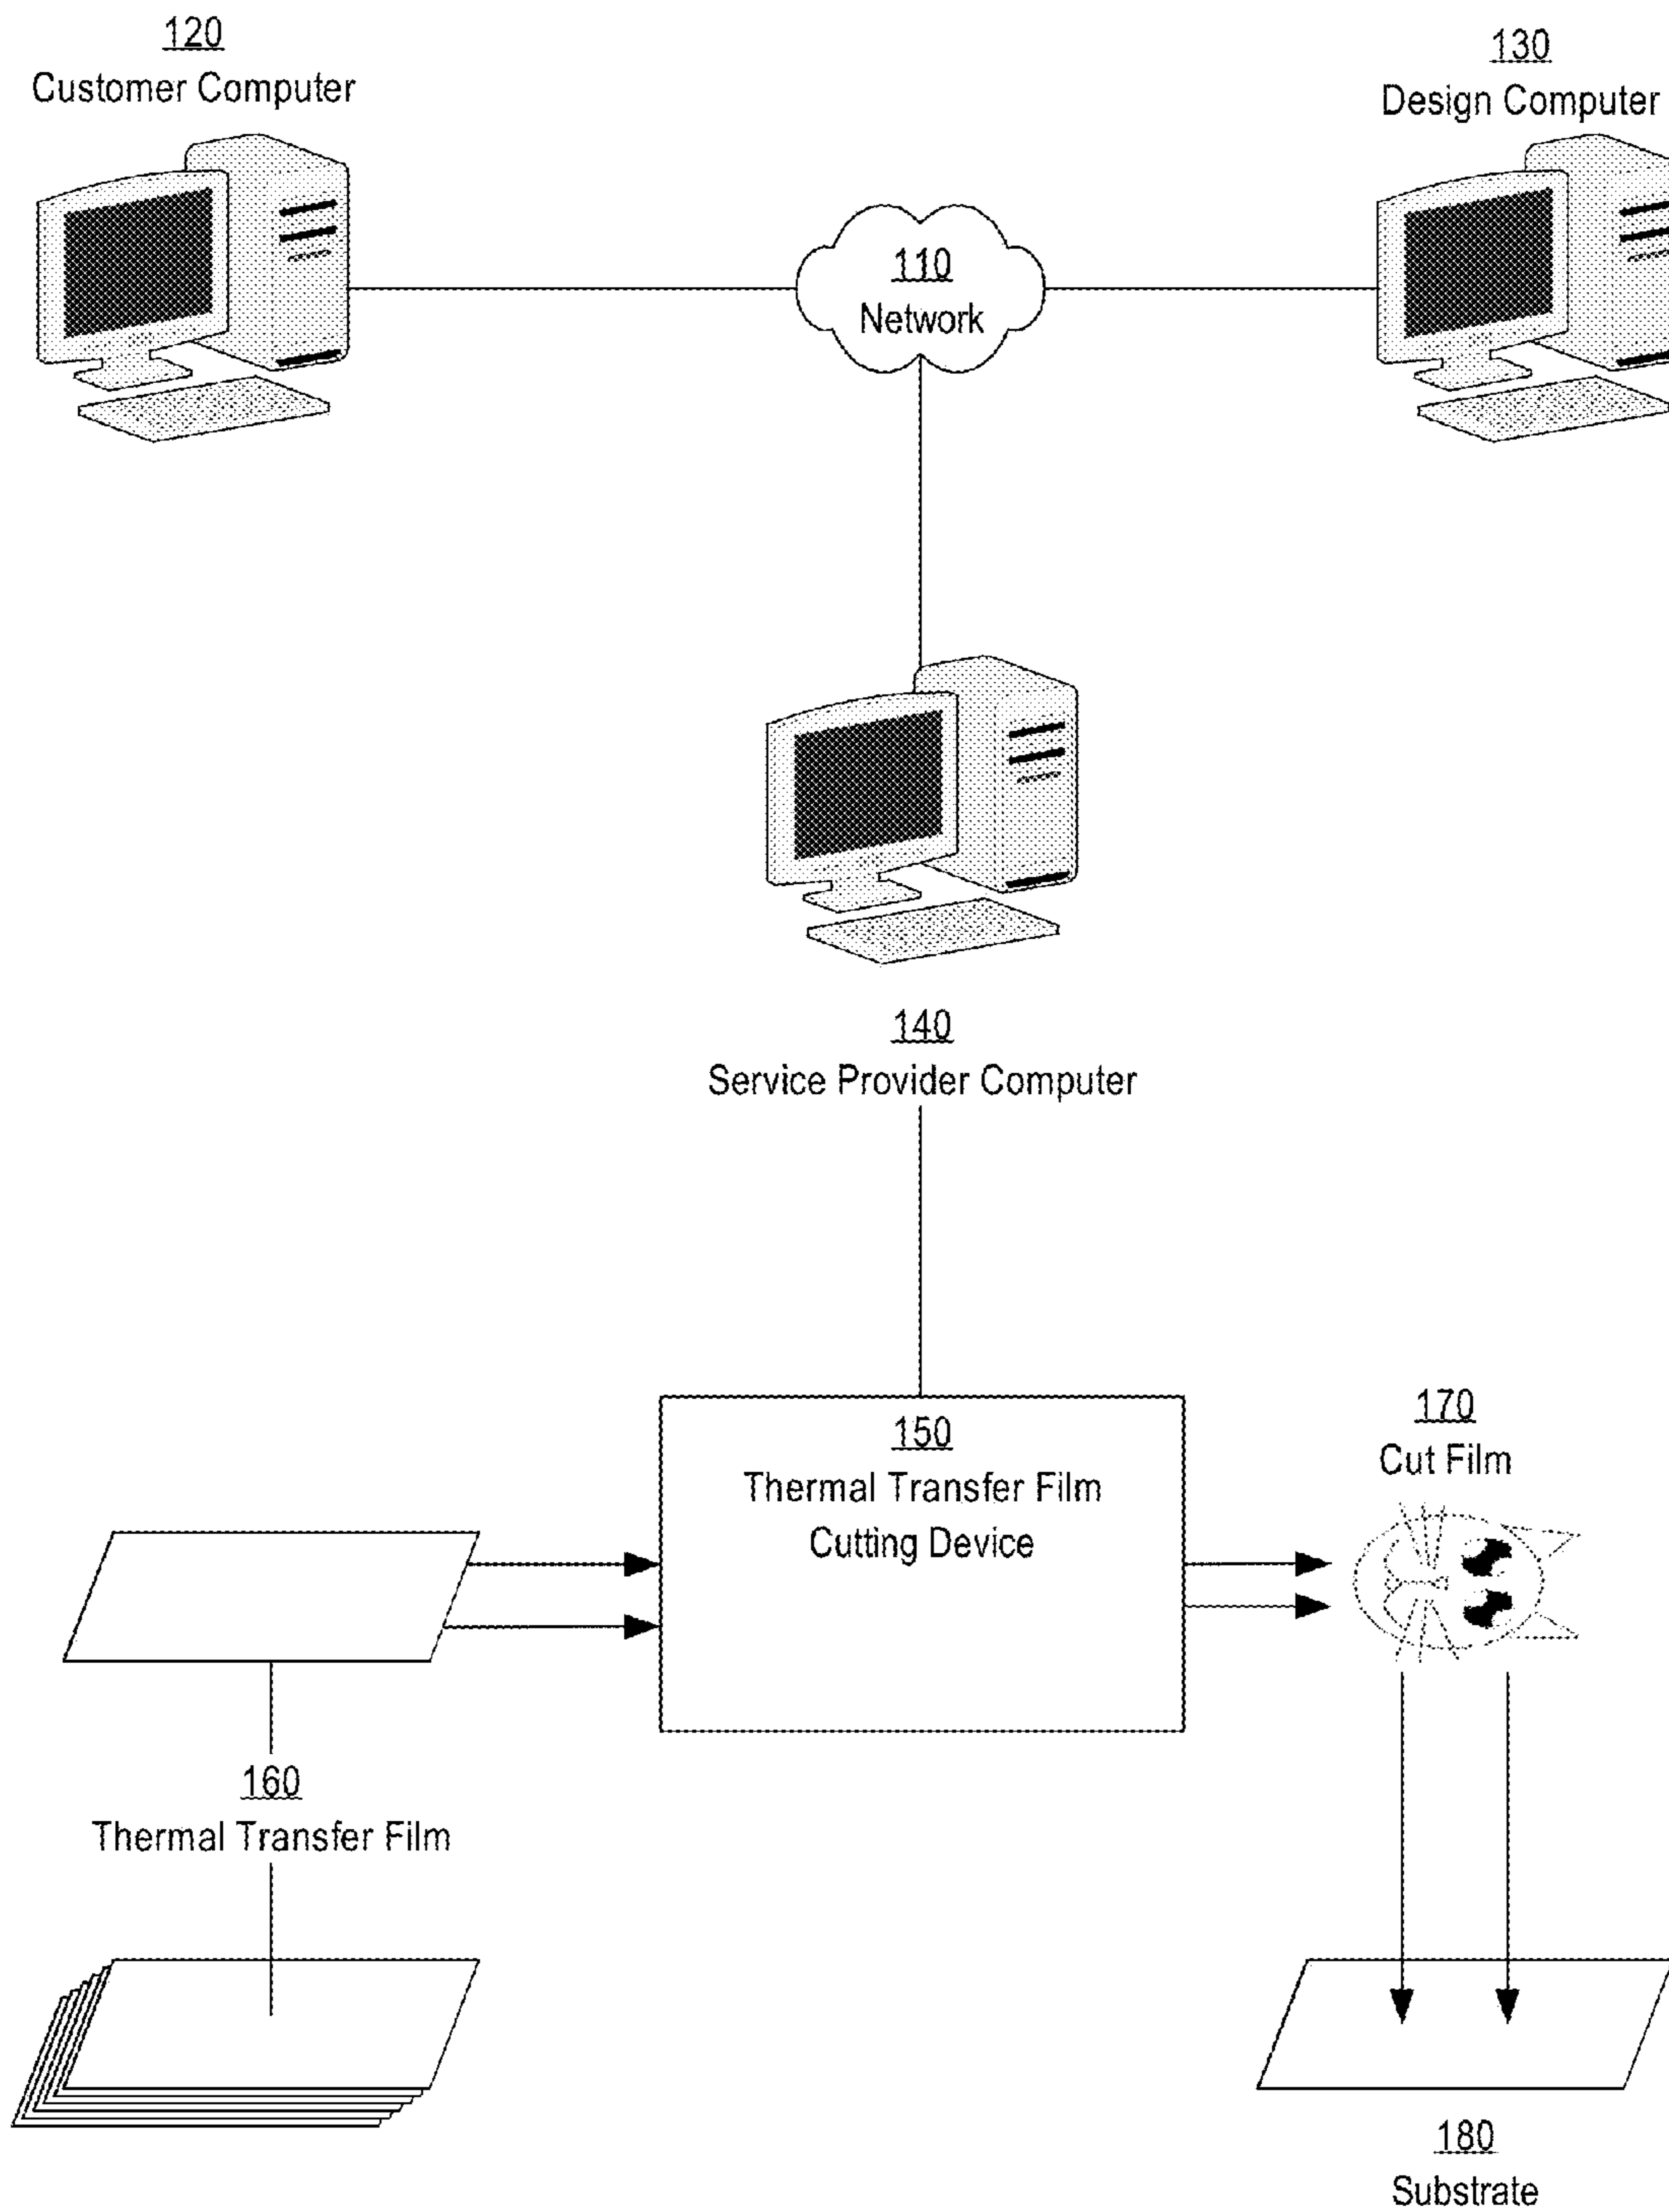 120
Customer Computer
130
Design Computer
110
Network
140
Service Provider Computer
150
Thermal Transfer Film
Cutting Device
170
Cut Film
160
Thermal Transfer Film
180
Substrate